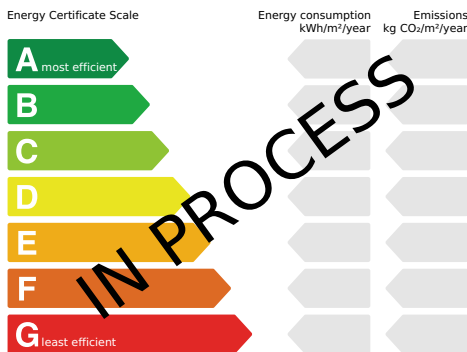 Energy Certificate Scale
Energy consumption
kWh/m²/year
Emissions
kg CO₂/m²/year
A most efficient
B
C
D
E
F
G least efficient
IN PROCESS